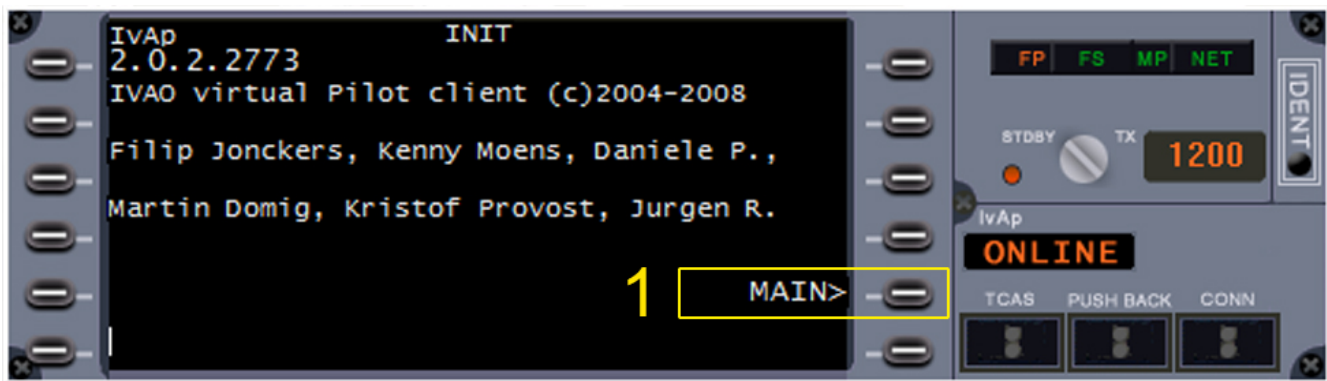 IvAp INIT
2.0.2.2773
IVAO virtual Pilot client (c)2004-2008
Filip Jonckers, Kenny Moens, Daniele P.,
Martin Domig, Kristof Provost, Jurgen R.
1 MAIN>
FP FS MP NET
STDBY TX 1200
IDENT
IvAp
ONLINE
TCAS PUSH BACK CONN